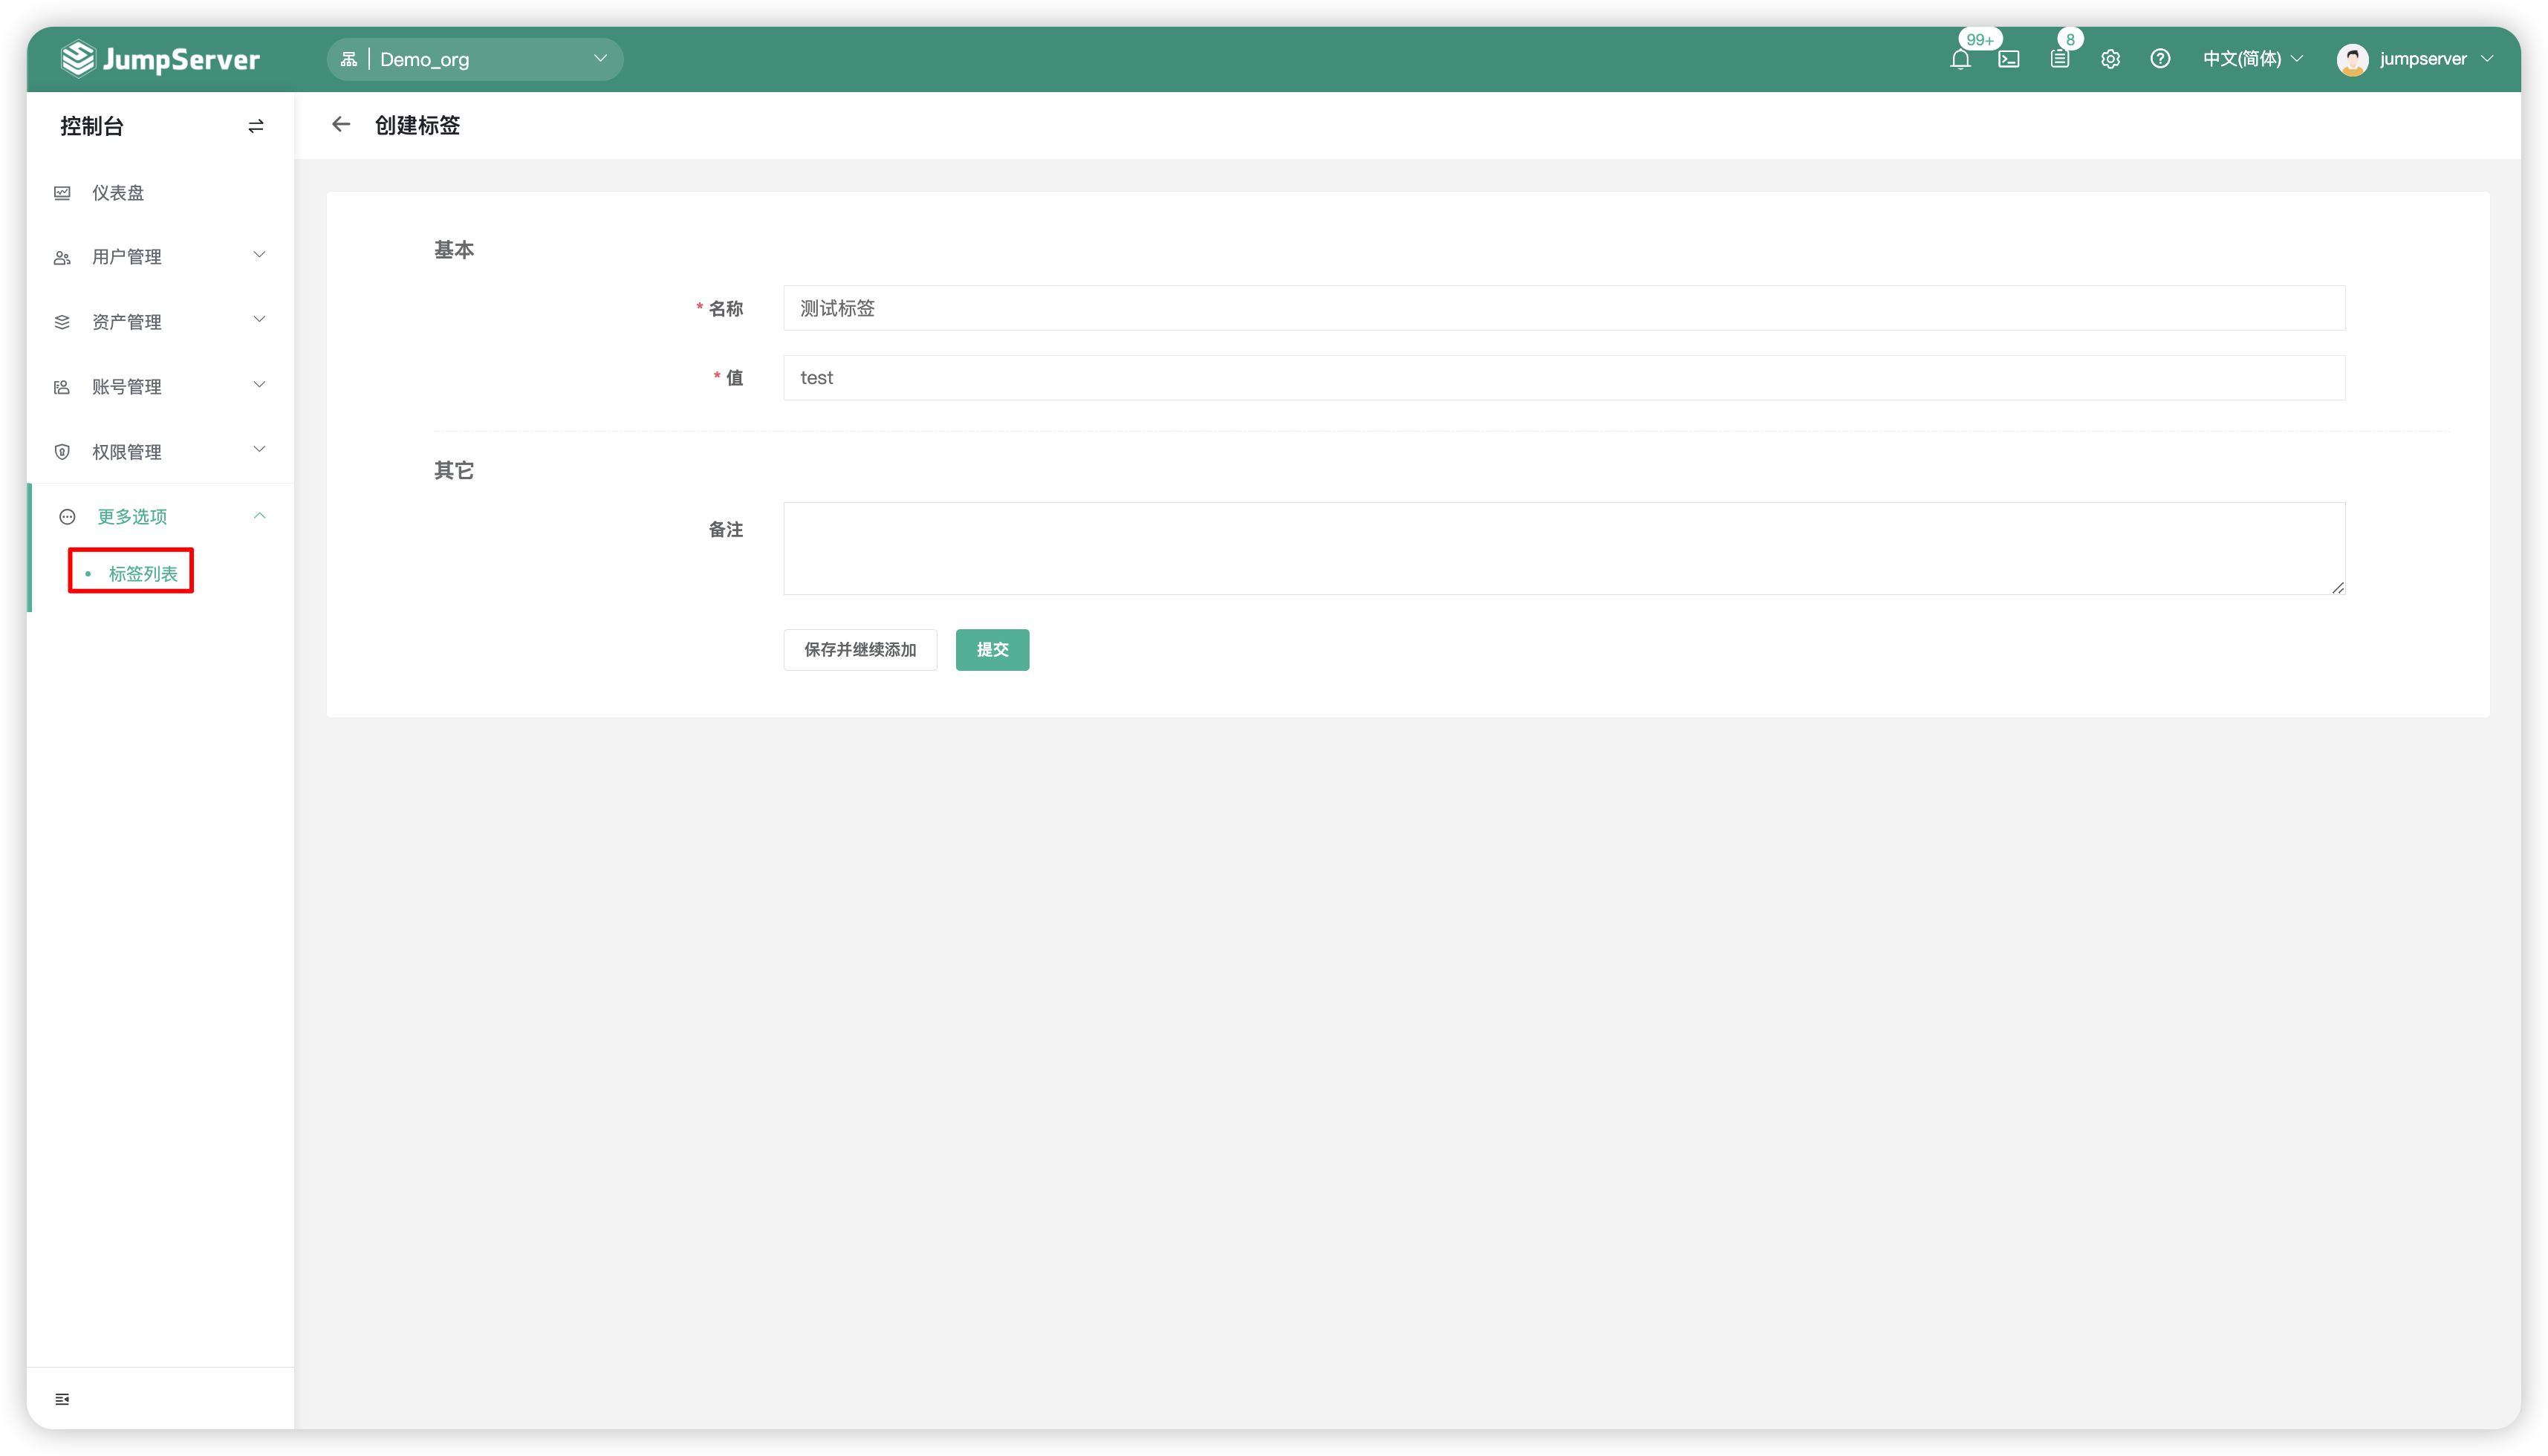 JumpServer
Demo_org
99+
8
中文(简体)
jumpserver
控制台
创建标签
仪表盘
用户管理
资产管理
账号管理
权限管理
更多选项
标签列表
基本
* 名称
测试标签
* 值
test
其它
备注
保存并继续添加
提交